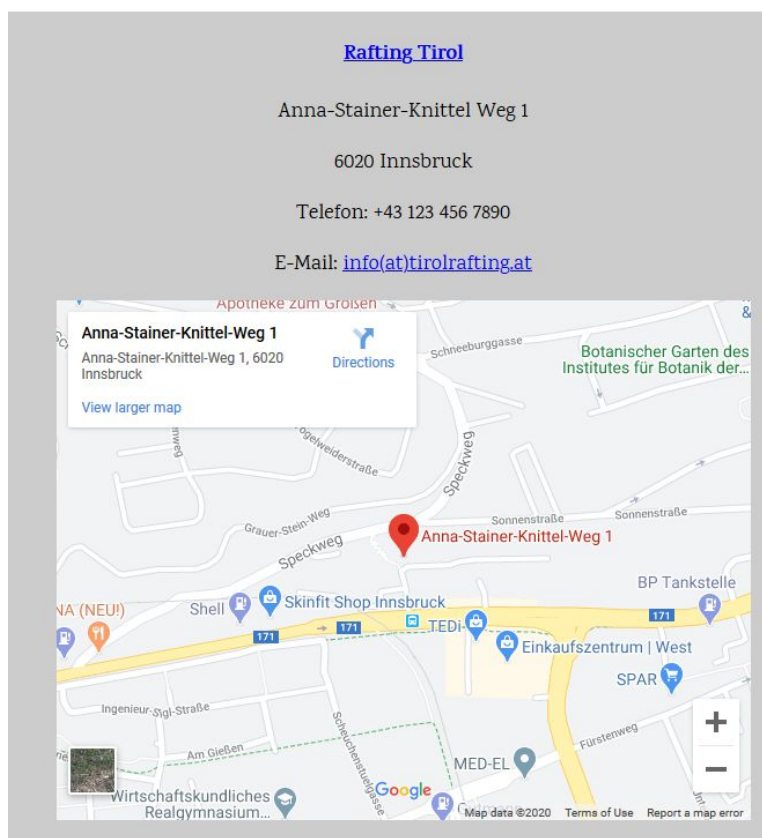 Rafting Tirol
Anna-Stainer-Knittel Weg 1
6020 Innsbruck
Telefon: +43 123 456 7890
E-Mail: info(at)tirolrafting.at
Apotheke zum Großen
&
Anna-Stainer-Knittel-Weg 1
Anna-Stainer-Knittel-Weg 1, 6020
Innsbruck
Directions
View larger map
Schneeburggasse
Botanischer Garten des
Institutes für Botanik der...
Speckweg
Grauer-Stein-Weg
Speckweg
Sonnenstraße
Sonnenstraße
Anna-Stainer-Knittel-Weg 1
BP Tankstelle
NA (NEU!)
Shell
Skinfit Shop Innsbruck
171
171
171
TEDi
Einkaufszentrum | West
SPAR
Ingenieur-Sigl-Straße
Scheuchenstuelgasse
Am Gießen
Fürstenweg
MED-EL
Wirtschaftskundliches
Realgymnasium...
Google
Map data ©2020
Terms of Use
Report a map error